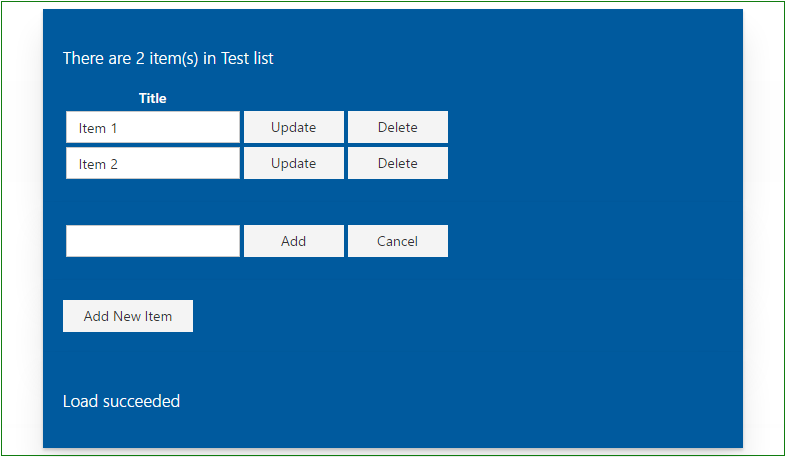 There are 2 item(s) in Test list
Title
Item 1 Update Delete
Item 2 Update Delete
Add Cancel
Add New Item
Load succeeded